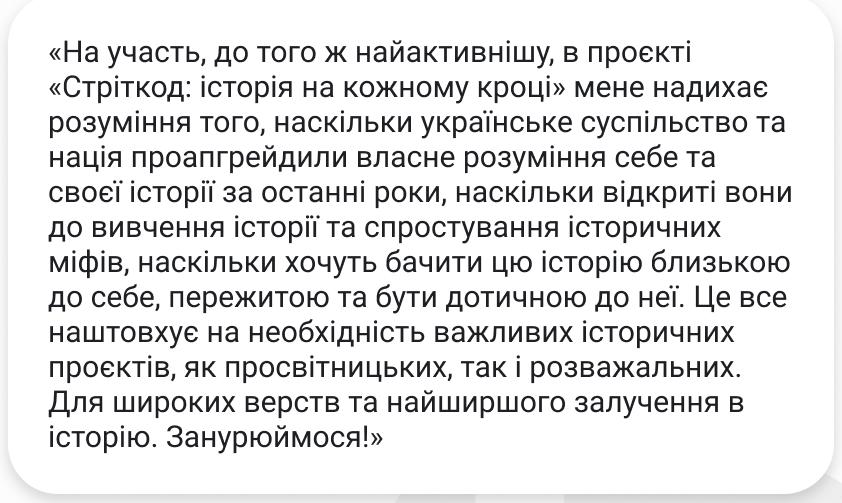 «На участь, до того ж найактивнішу, в проєкті
«Стріткод: історія на кожному кроці» мене надихає
розуміння того, наскільки українське суспільство та
нація проапгрейдили власне розуміння себе та
своєї історії за останні роки, наскільки відкриті вони
до вивчення історії та спростування історичних
міфів, наскільки хочуть бачити цю історію близькою
до себе, пережитою та бути дотичною до неї. Це все
наштовхує на необхідність важливих історичних
проєктів, як просвітницьких, так і розважальних.
Для широких верств та найширшого залучення в
історію. Занурюймося!»